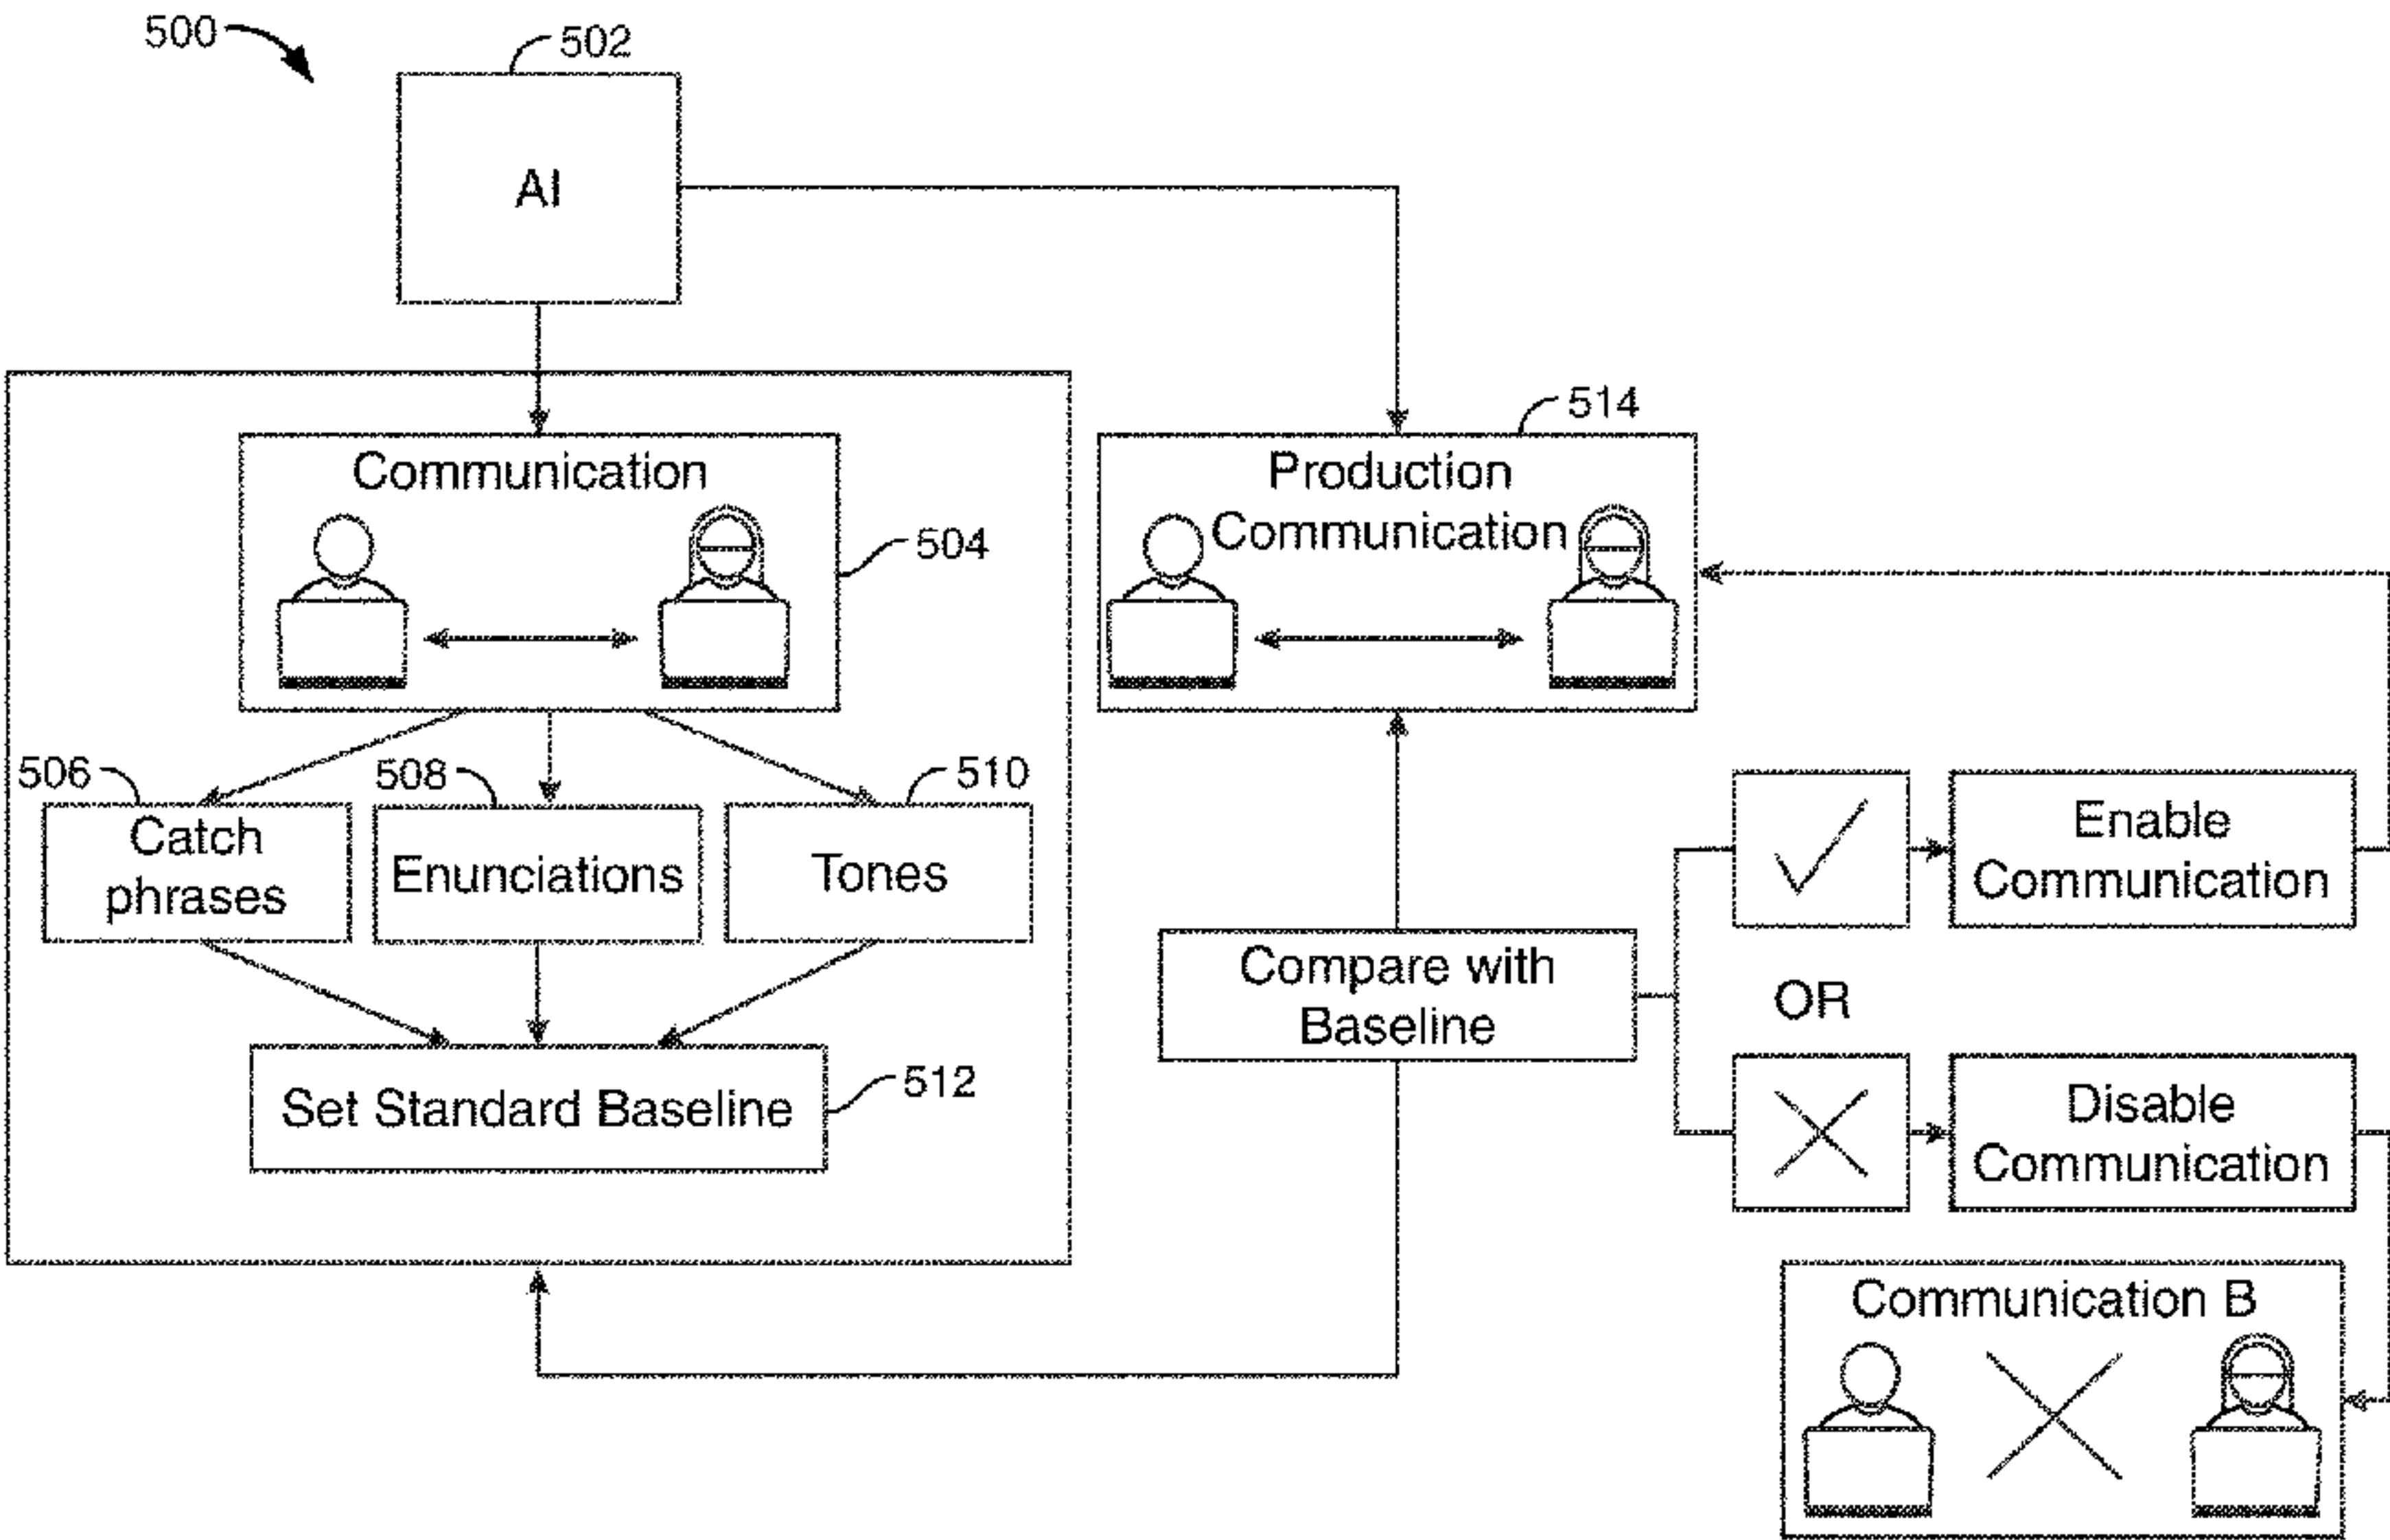 500
502
AI
514
Communication
504
Production
Communication
506
508
510
Catch
phrases
Enunciations
Tones
Set Standard Baseline
512
Compare with
Baseline
Enable
Communication
OR
Disable
Communication
Communication B